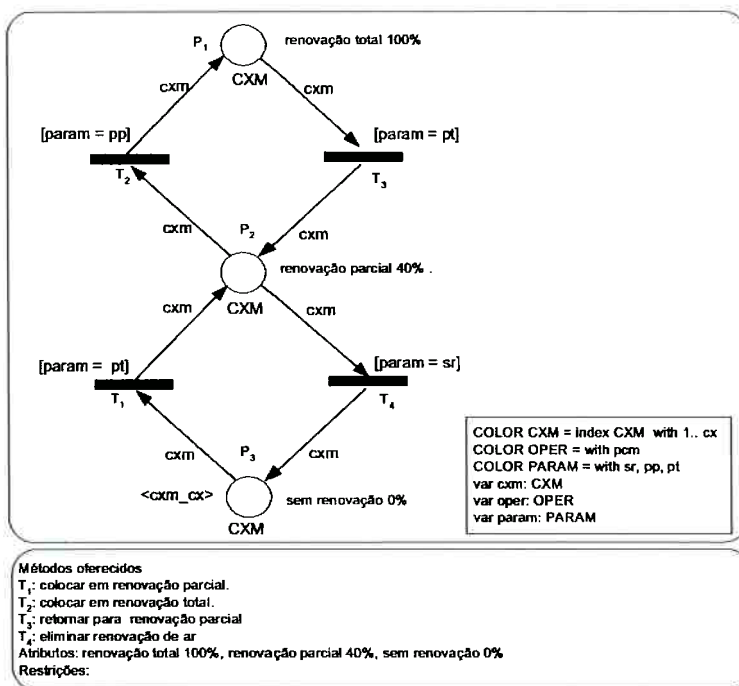 P1
renovação total 100%
CXM
cxm
cxm
[param = pp]
[param = pt]
T2
T3
cxm
cxm
P2
renovação parcial 40% .
CXM
cxm
cxm
[param = pt]
[param = sr]
T1
T4
cxm
cxm
P3
<cxm_cx>
sem renovação 0%
CXM
COLOR CXM = index CXM with 1.. cx
COLOR OPER = with pcm
COLOR PARAM = with sr, pp, pt
var cxm: CXM
var oper: OPER
var param: PARAM
Métodos oferecidos
T1: colocar em renovação parcial.
T2: colocar em renovação total.
T3: retornar para renovação parcial
T4: eliminar renovação de ar
Atributos: renovação total 100%, renovação parcial 40%, sem renovação 0%
Restrições: